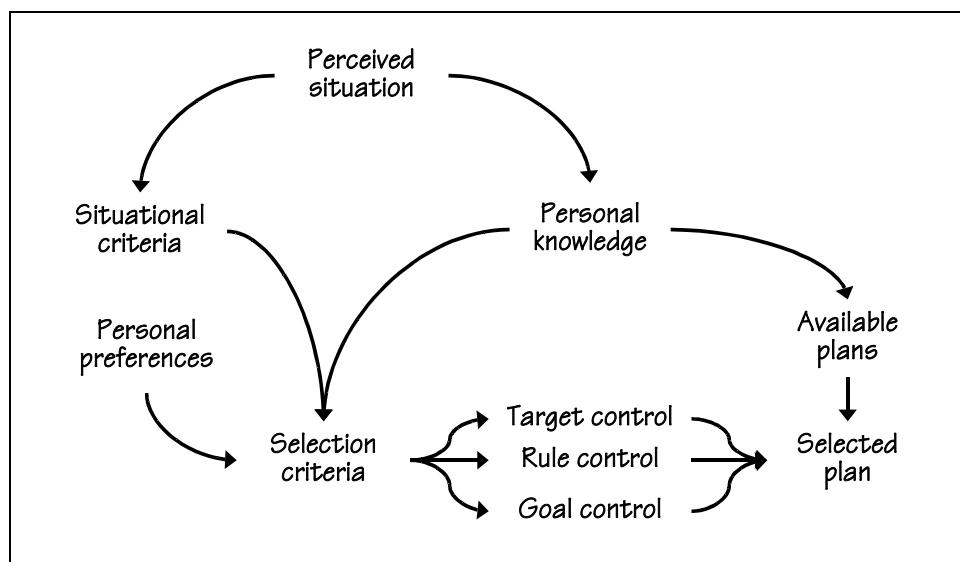 Perceived
situation
Situational
criteria
Personal
knowledge
Personal
preferences
Available
plans
Selection
criteria
Target control
Rule control
Goal control
Selected
plan